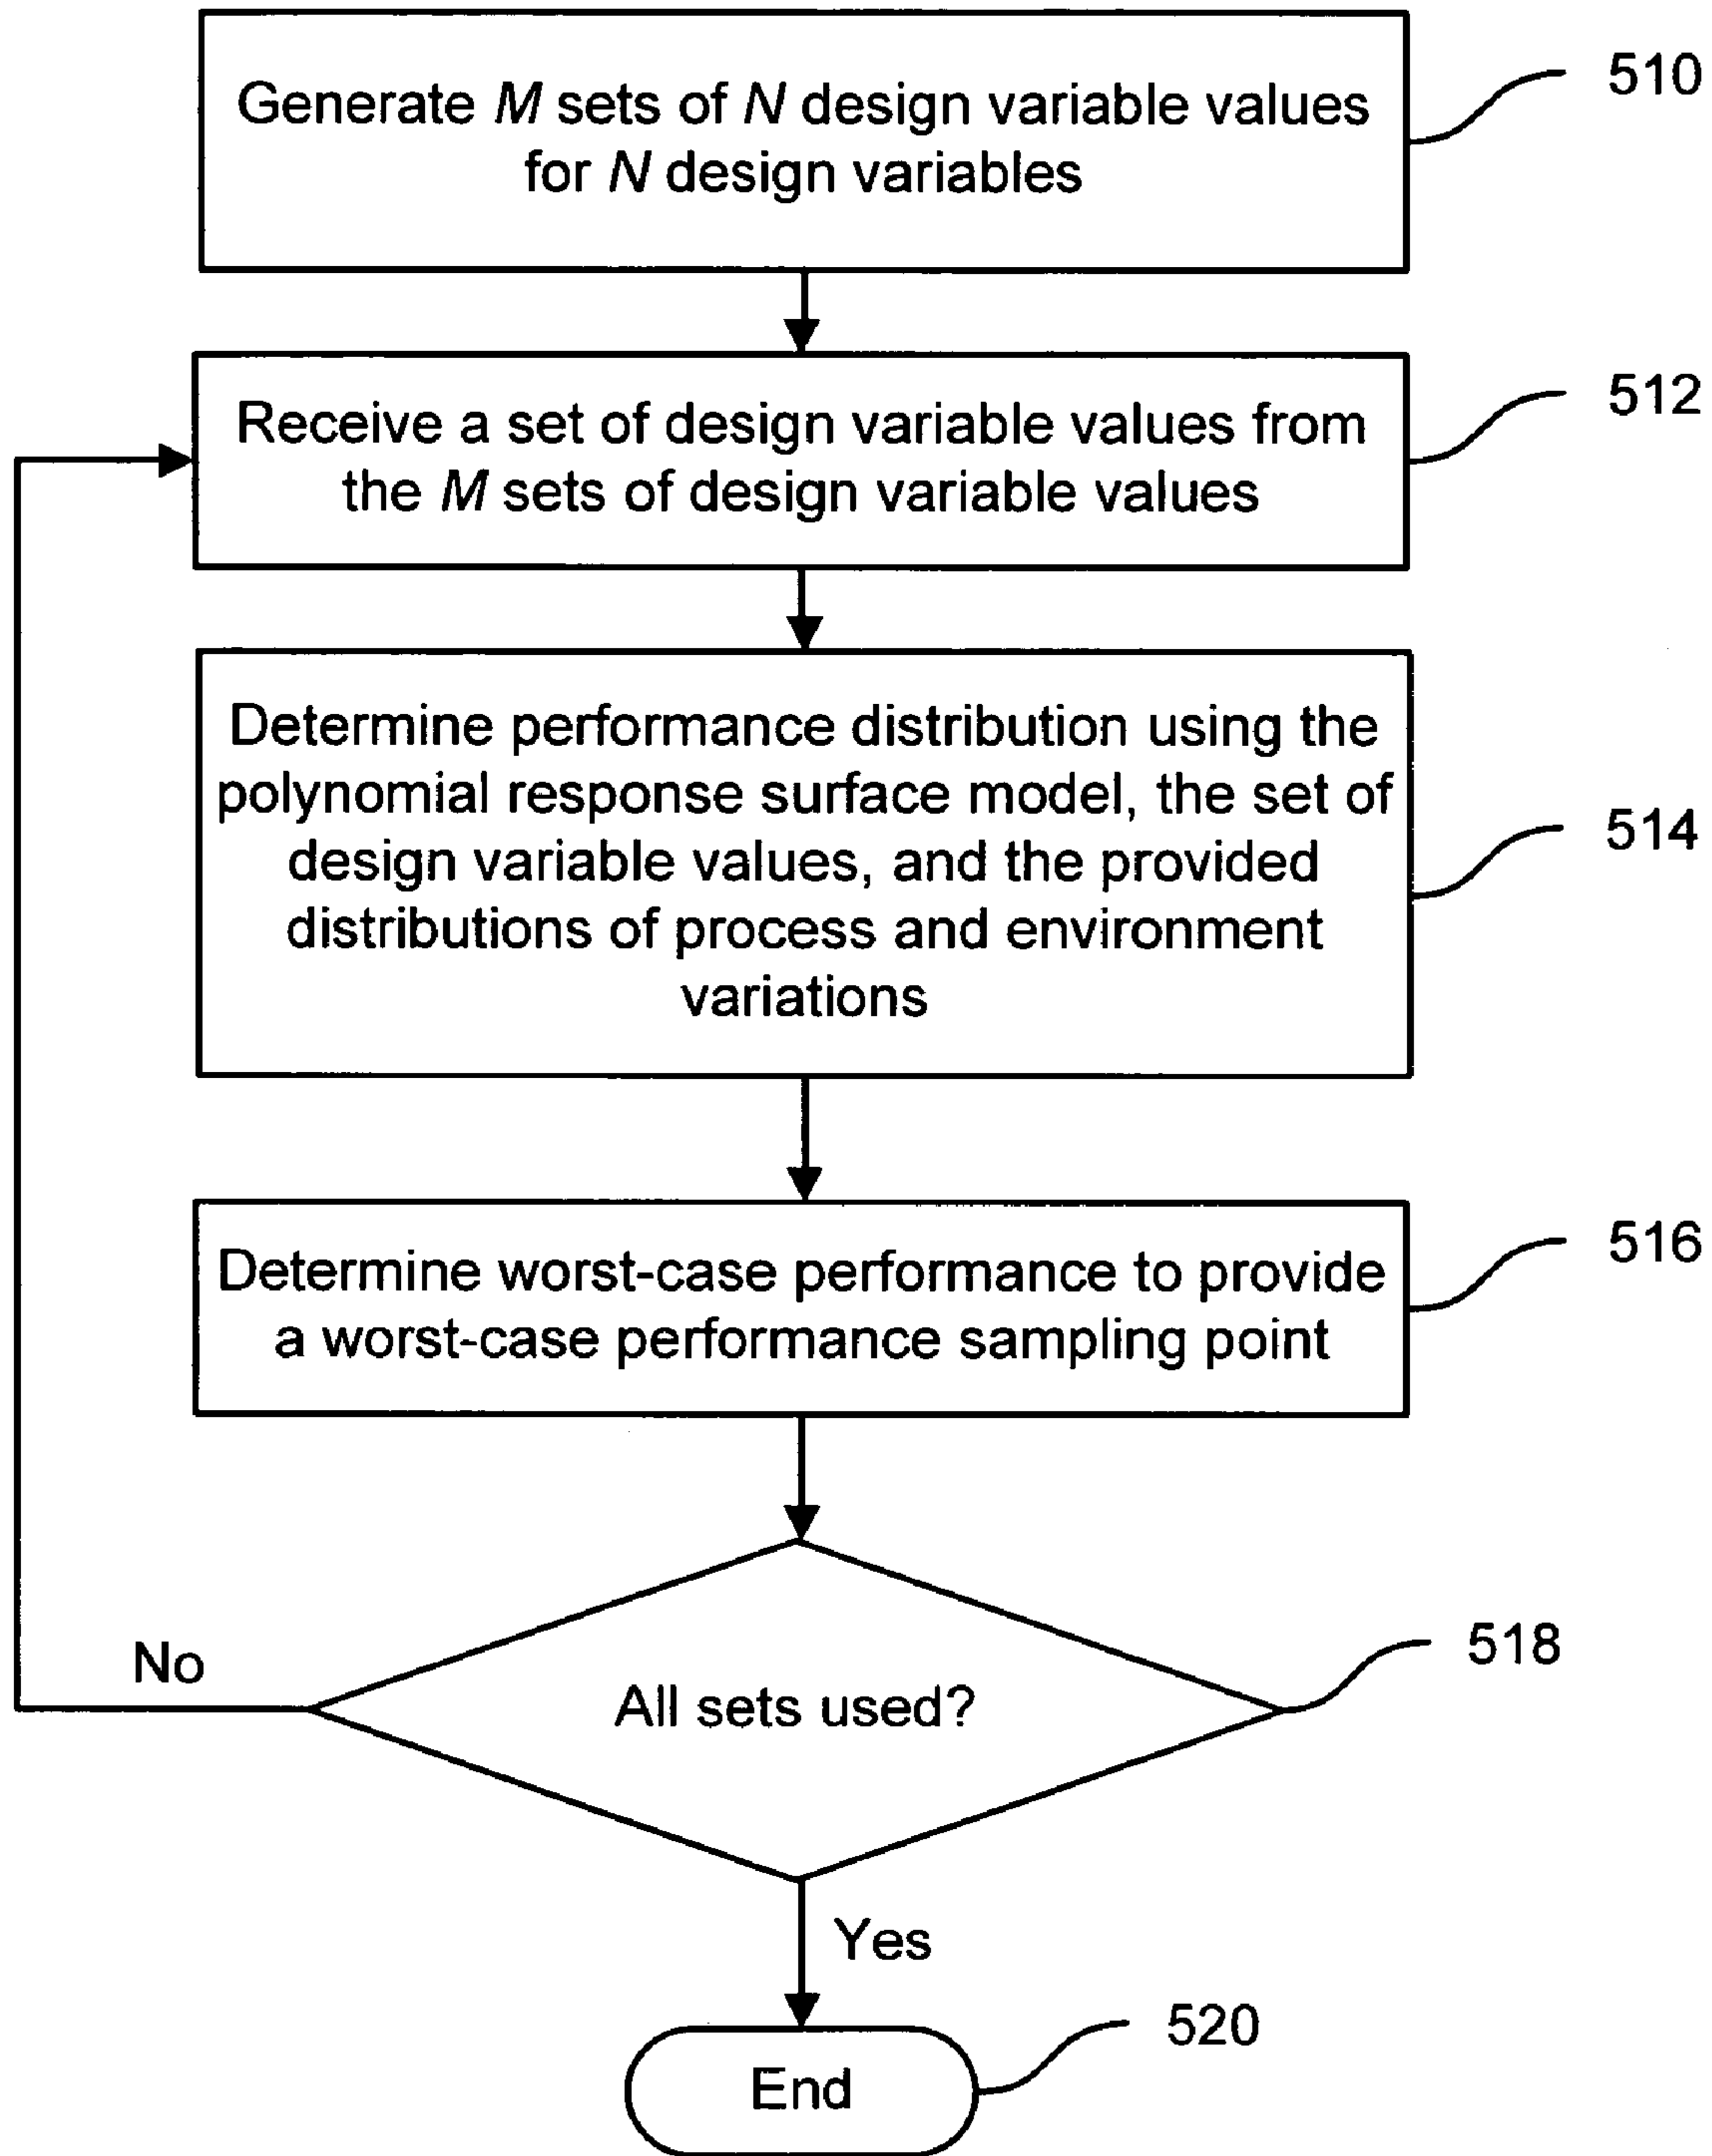 Generate M sets of N design variable values
for N design variables
510
Receive a set of design variable values from
the M sets of design variable values
512
Determine performance distribution using the
polynomial response surface model, the set of
design variable values, and the provided
distributions of process and environment
variations
514
Determine worst-case performance to provide
a worst-case performance sampling point
516
All sets used?
518
No
Yes
End
520